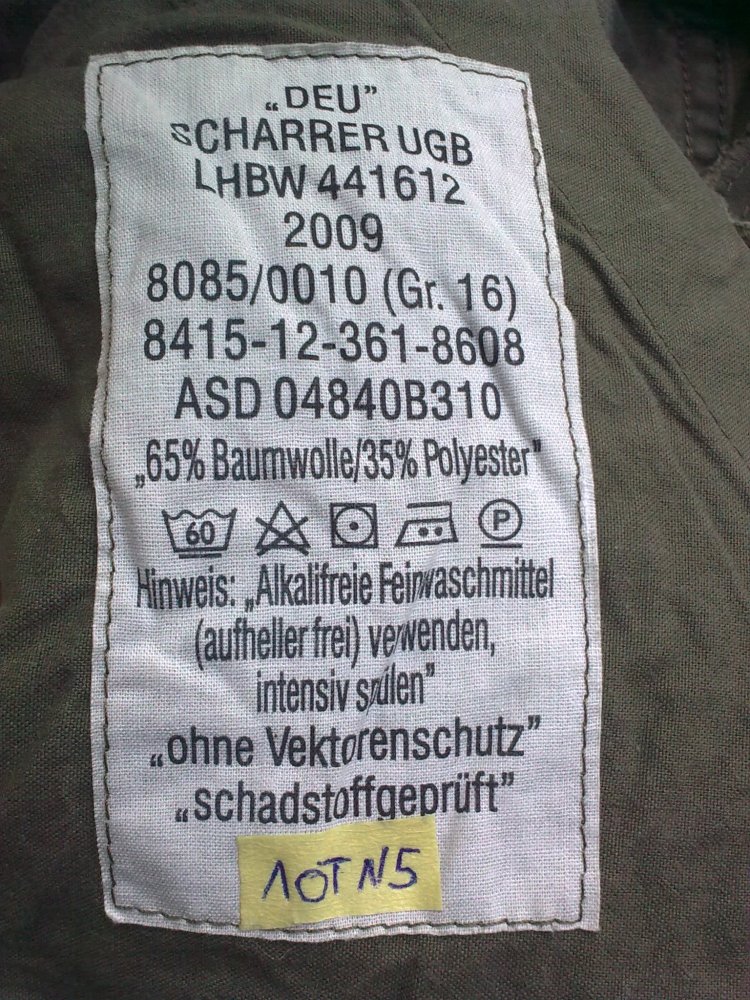 „DEU”
SCHARRER UGB
LHBW 441612
2009
8085/0010 (Gr. 16)
8415-12-361-8608
ASD 04840B310
„65% Baumwolle/35% Polyester”
60 P
Hinweis: „Alkalifreie Feinwaschmittel
(aufheller frei) verwenden,
intensiv spülen”
„ohne Vektorenschutz”
„schadstoffgeprüft”
10T N5